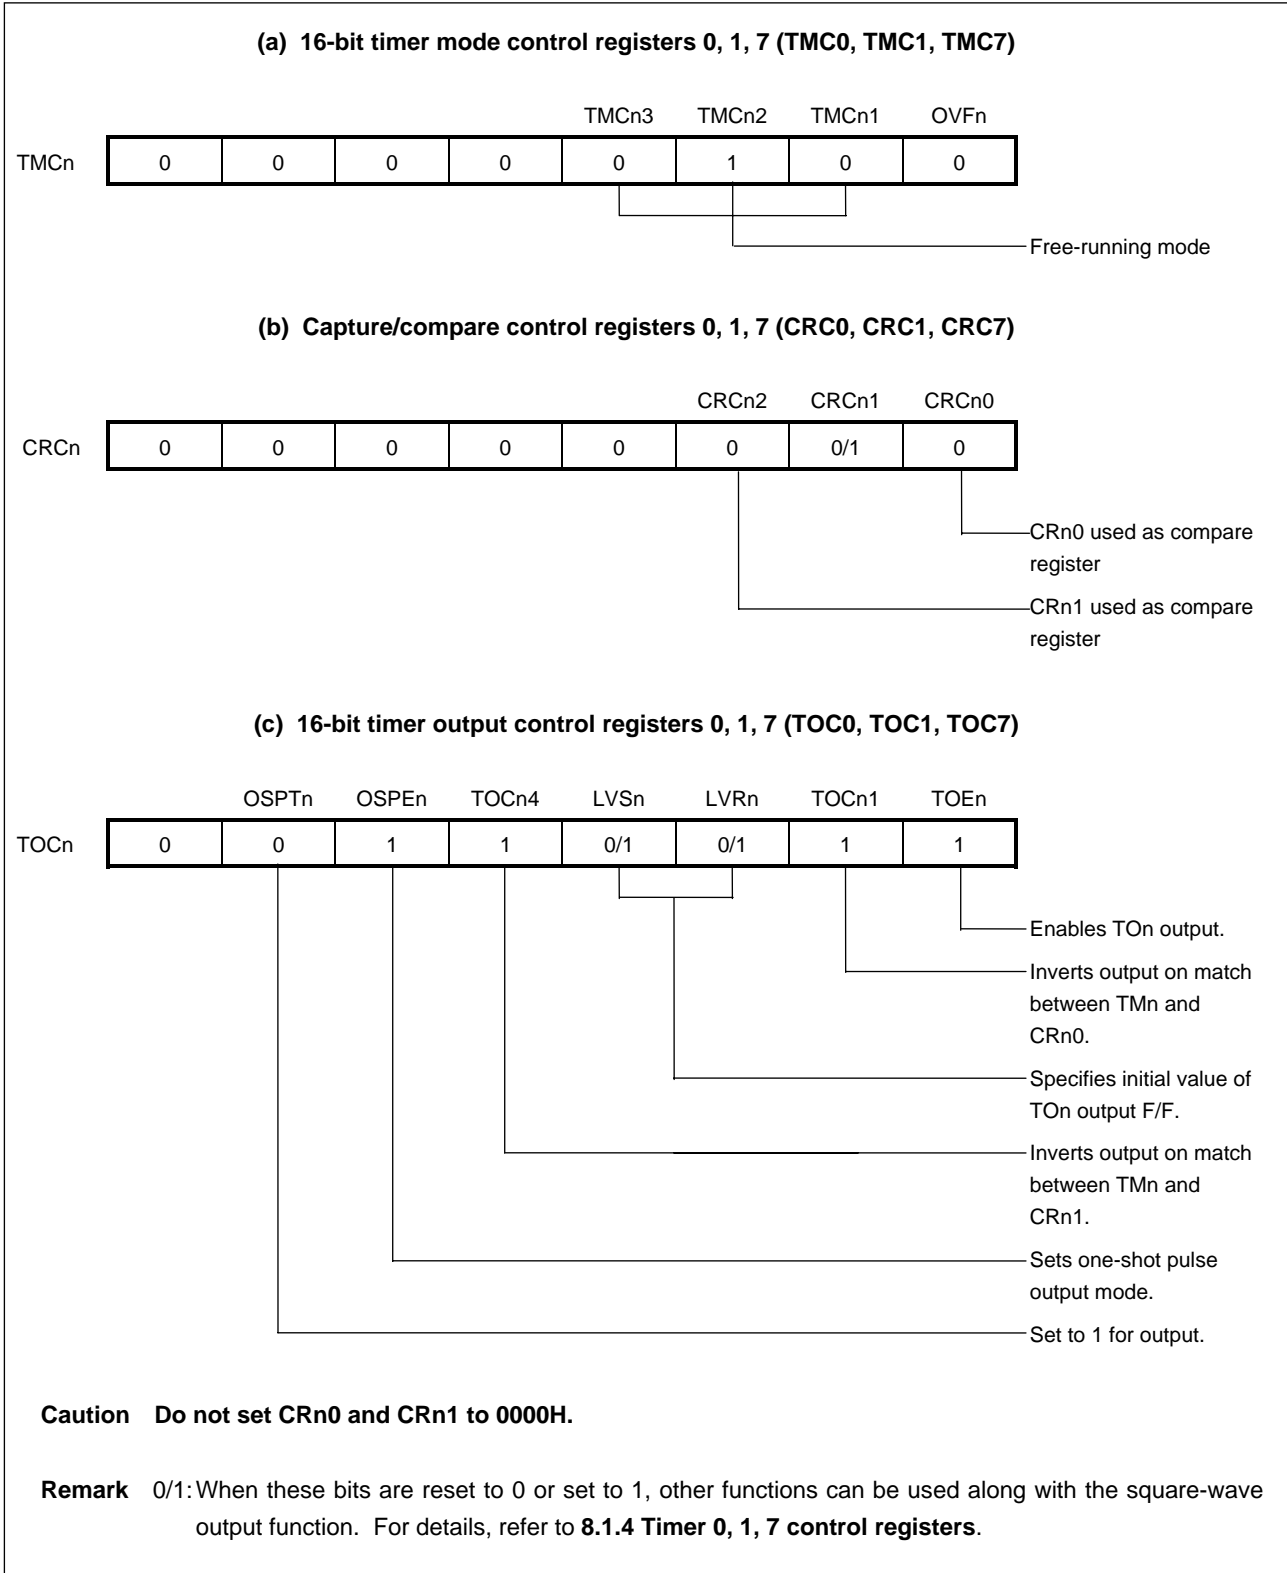 (a) 16-bit timer mode control registers 0, 1, 7 (TMC0, TMC1, TMC7)
TMCn3 TMCn2 TMCn1 OVFn
TMCn 0 0 0 0 0 1 0 0
Free-running mode
(b) Capture/compare control registers 0, 1, 7 (CRC0, CRC1, CRC7)
CRCn2 CRCn1 CRCn0
CRCn 0 0 0 0 0 0 0/1 0
CRn0 used as compare
register
CRn1 used as compare
register
(c) 16-bit timer output control registers 0, 1, 7 (TOC0, TOC1, TOC7)
OSPTn OSPEn TOCn4 LVSn LVRn TOCn1 TOEn
TOCn 0 0 1 1 0/1 0/1 1 1
Enables TOn output.
Inverts output on match
between TMn and
CRn0.
Specifies initial value of
TOn output F/F.
Inverts output on match
between TMn and
CRn1.
Sets one-shot pulse
output mode.
Set to 1 for output.
Caution Do not set CRn0 and CRn1 to 0000H.
Remark 0/1: When these bits are reset to 0 or set to 1, other functions can be used along with the square-wave
output function. For details, refer to 8.1.4 Timer 0, 1, 7 control registers.